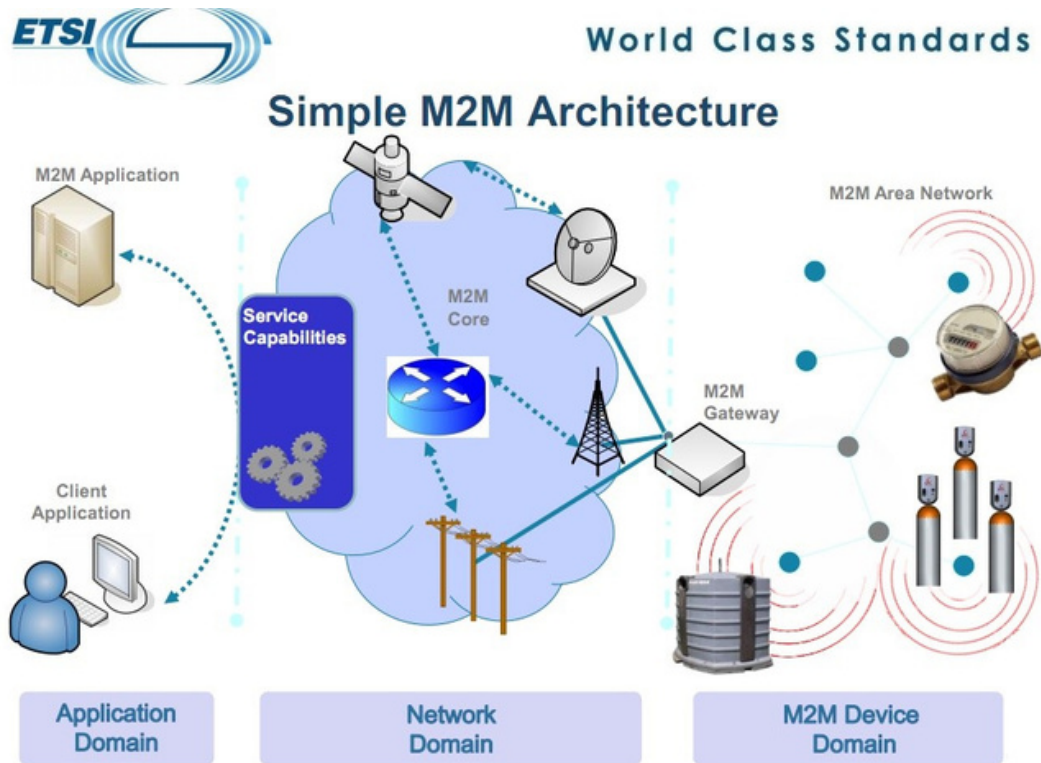 ETSI
World Class Standards
Simple M2M Architecture
M2M Application
M2M Area Network
Service
Capabilities
M2M
Core
M2M
Gateway
Client
Application
Application
Domain
Network
Domain
M2M Device
Domain